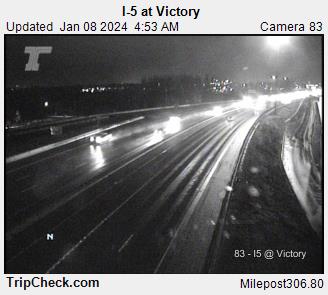 I-5 at Victory
Updated  Jan 08 2024  4:53 AM
Camera 83
T
N
83 - I5 @ Victory
TripCheck.com
Milepost306.80